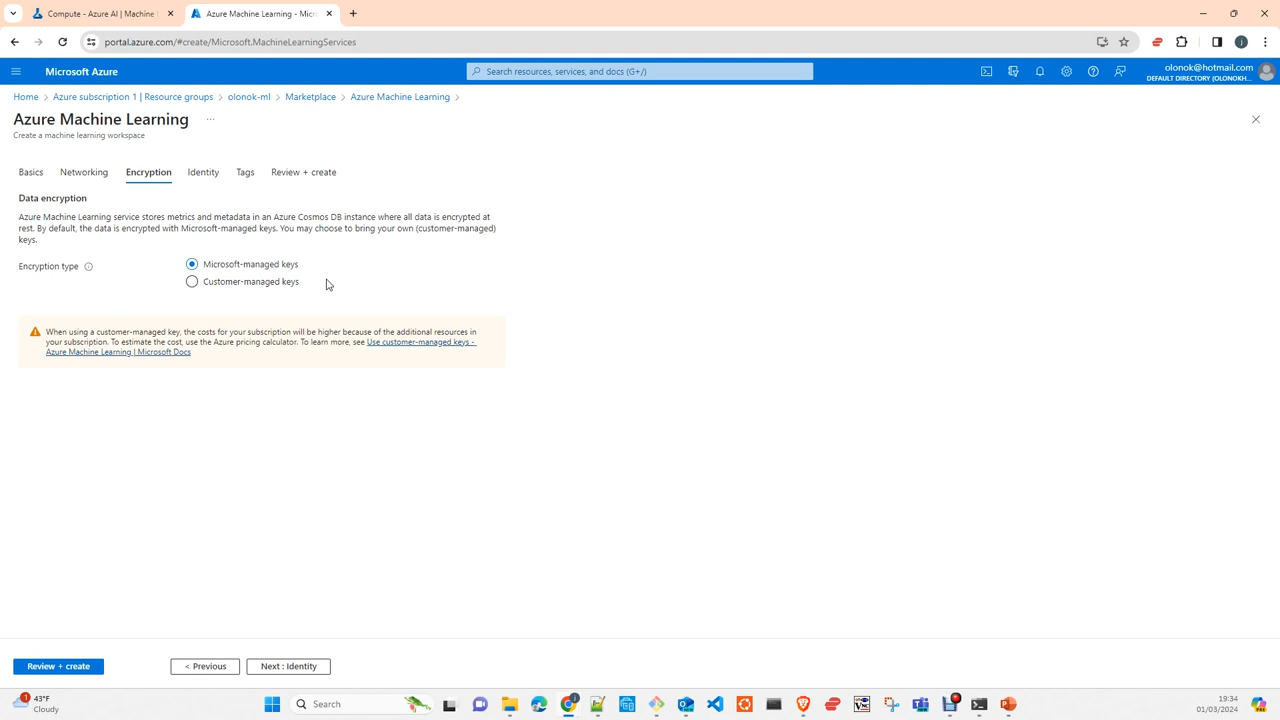 Compute - Azure AI | Machine
Azure Machine Learning - Micr
portal.azure.com/#create/Microsoft.MachineLearningServices
Microsoft Azure
Search resources, services, and docs (G+/)
olonok@hotmail.com
DEFAULT DIRECTORY (OLONOKH...
Home
Azure subscription 1 | Resource groups
olonok-ml
Marketplace
Azure Machine Learning
Azure Machine Learning
...
Create a machine learning workspace
Basics
Networking
Encryption
Identity
Tags
Review + create
Data encryption
Azure Machine Learning service stores metrics and metadata in an Azure Cosmos DB instance where all data is encrypted at
rest. By default, the data is encrypted with Microsoft-managed keys. You may choose to bring your own (customer-managed)
keys.
Encryption type
Microsoft-managed keys
Customer-managed keys
When using a customer-managed key, the costs for your subscription will be higher because of the additional resources in
your subscription. To estimate the cost, use the Azure pricing calculator. To learn more, see Use customer-managed keys -
Azure Machine Learning | Microsoft Docs
Review + create
< Previous
Next : Identity
1
43°F
Cloudy
Search
19:34
01/03/2024